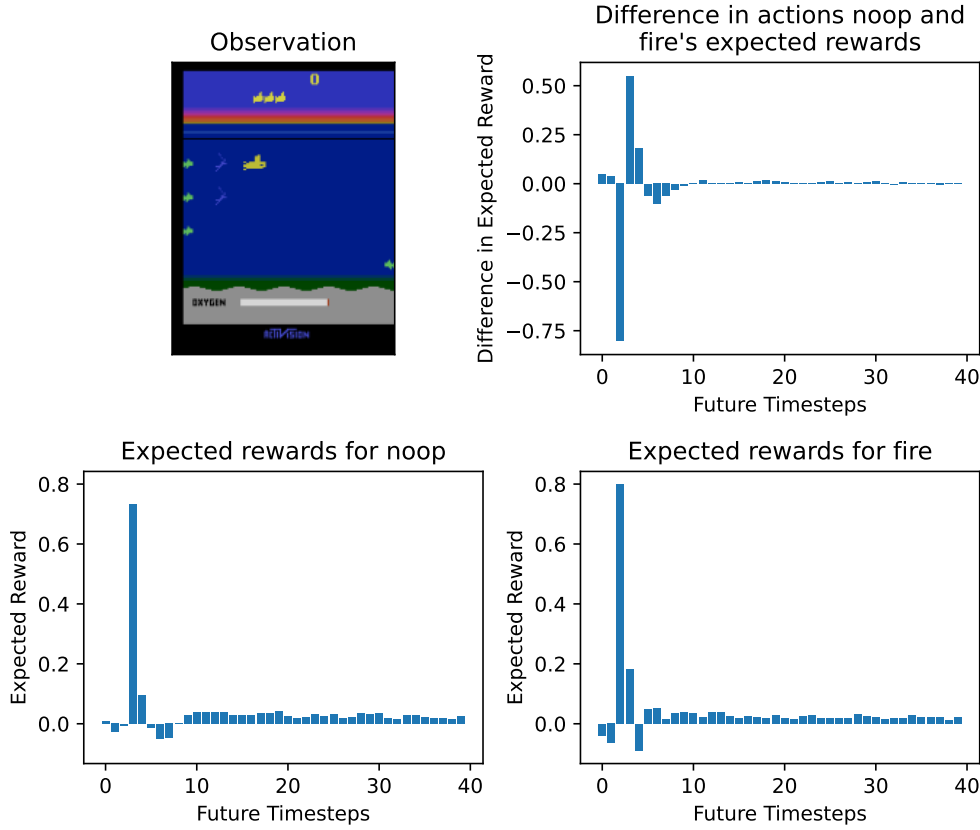 Observation
0
OXYGEN
ACTIVISION
Difference in actions noop and
fire's expected rewards
Difference in Expected Reward
0.50
0.25
0.00
−0.25
−0.50
−0.75
0 10 20 30 40
Future Timesteps
Expected rewards for noop
Expected Reward
0.8
0.6
0.4
0.2
0.0
0 10 20 30 40
Future Timesteps
Expected rewards for fire
Expected Reward
0.8
0.6
0.4
0.2
0.0
0 10 20 30 40
Future Timesteps